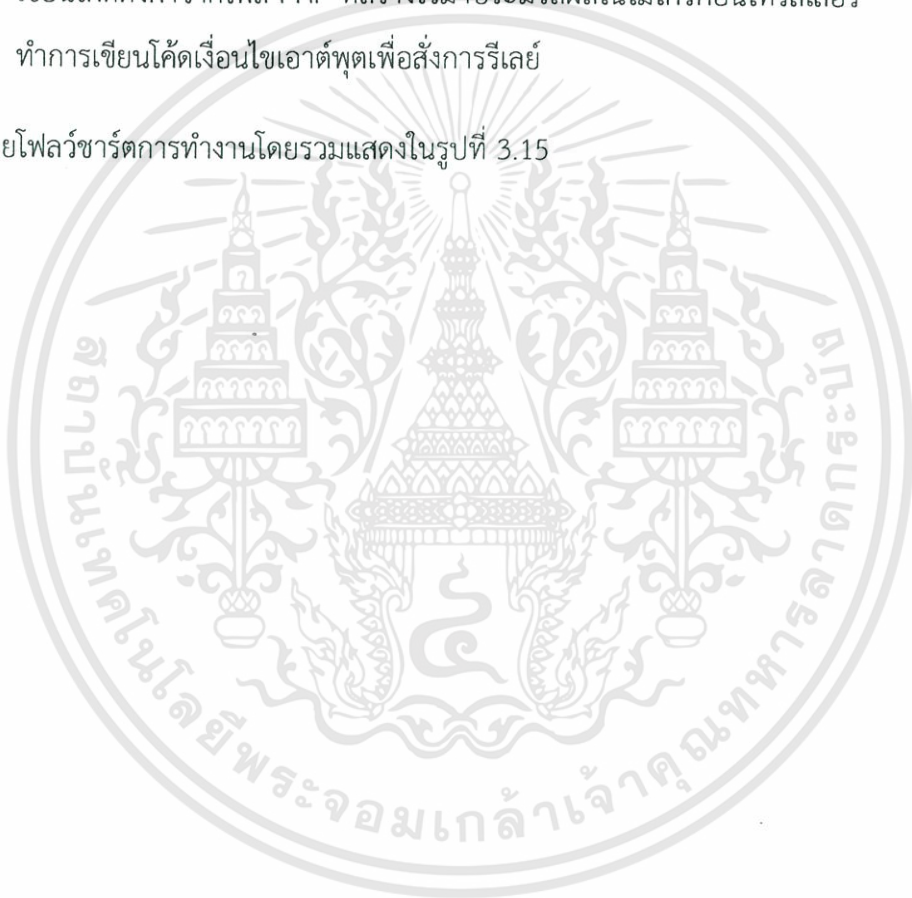 ทำการเขียนโค้ดเงื่อนไขเอาต์พุตเพื่อสั่งการรีเลย์
ยโฟลว์ชาร์ตการทำงานโดยรวมแสดงในรูปที่ 3.15
สถาบันเทคโนโลยีพระจอมเกล้าเจ้าคุณทหารลาดกระบัง